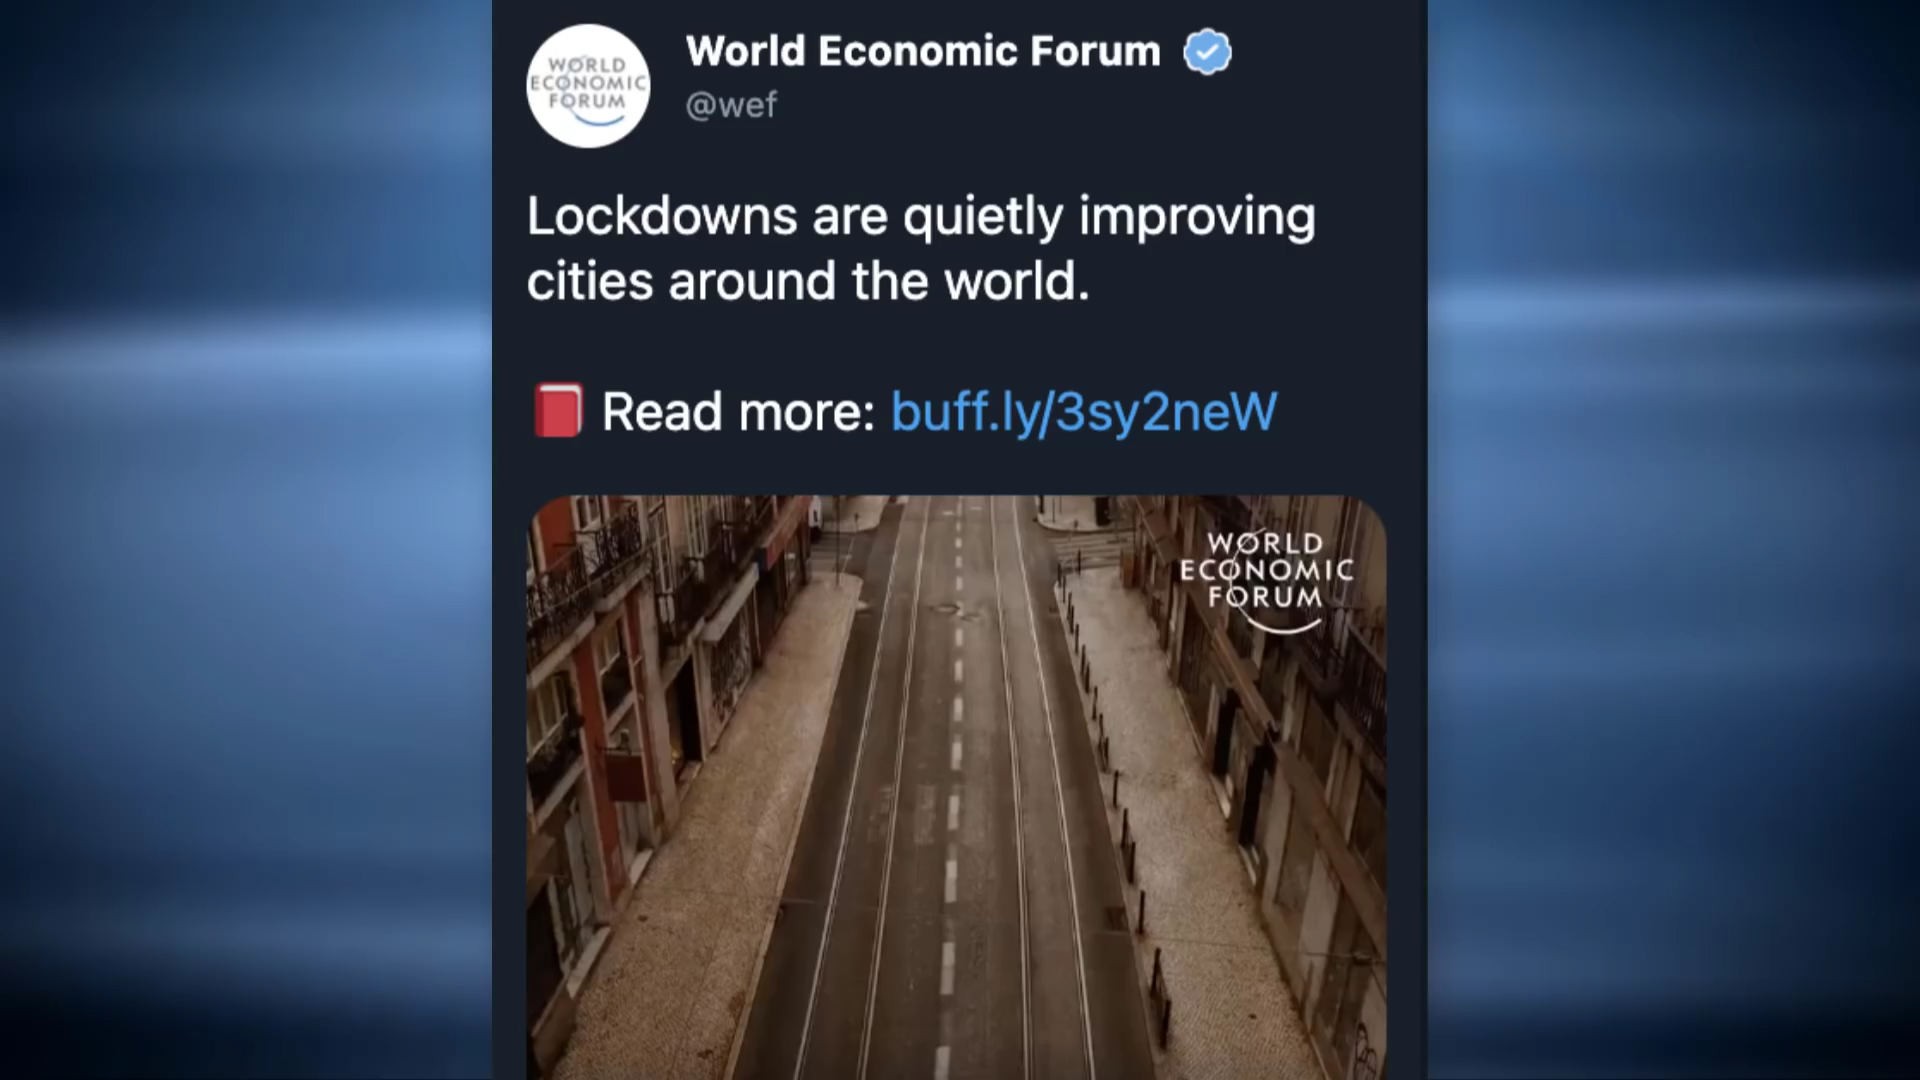 WORLD
ECONOMIC
FORUM
World Economic Forum
@wef
Lockdowns are quietly improving
cities around the world.
Read more: buff.ly/3sy2neW
WORLD
ECONOMIC
FORUM